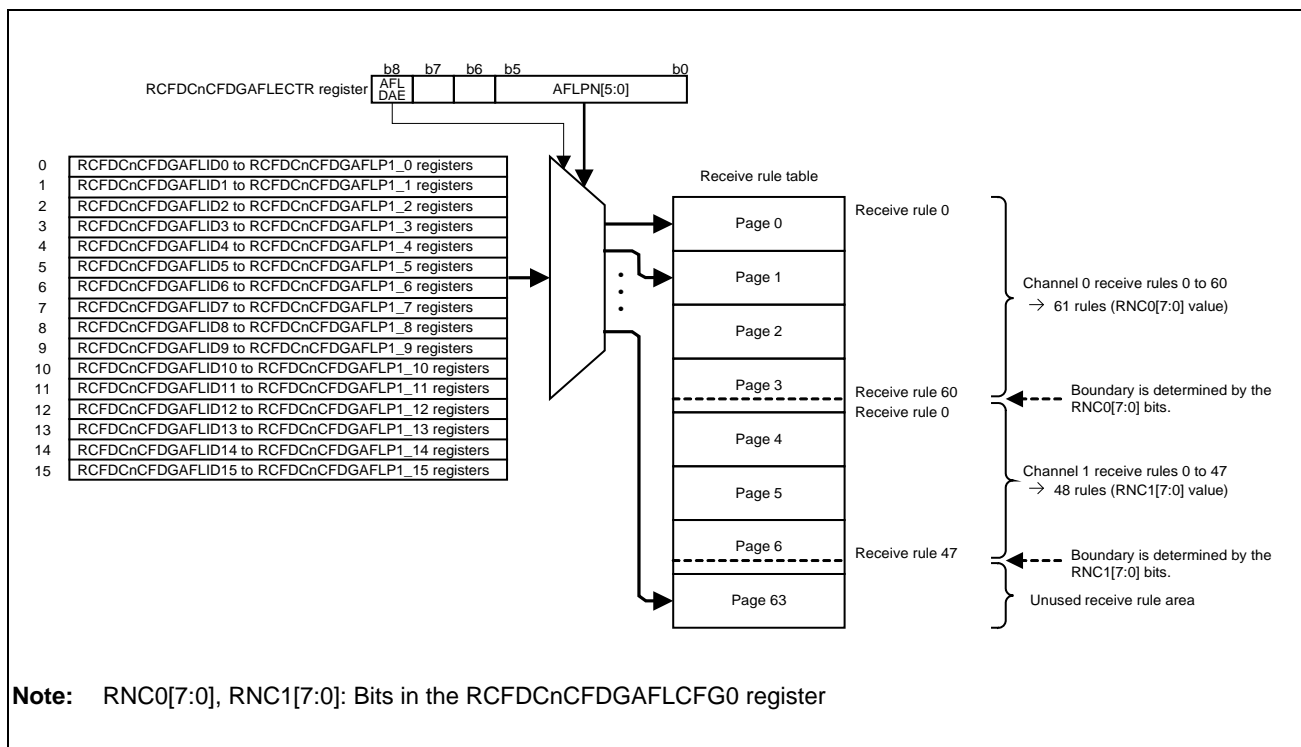 b8 b7 b6 b5 b0
RCFDCnCFDGAFLECTR register
AFL
DAE
AFLPN[5:0]
0 RCFDCnCFDGAFLID0 to RCFDCnCFDGAFLP1_0 registers
1 RCFDCnCFDGAFLID1 to RCFDCnCFDGAFLP1_1 registers
2 RCFDCnCFDGAFLID2 to RCFDCnCFDGAFLP1_2 registers
3 RCFDCnCFDGAFLID3 to RCFDCnCFDGAFLP1_3 registers
4 RCFDCnCFDGAFLID4 to RCFDCnCFDGAFLP1_4 registers
5 RCFDCnCFDGAFLID5 to RCFDCnCFDGAFLP1_5 registers
6 RCFDCnCFDGAFLID6 to RCFDCnCFDGAFLP1_6 registers
7 RCFDCnCFDGAFLID7 to RCFDCnCFDGAFLP1_7 registers
8 RCFDCnCFDGAFLID8 to RCFDCnCFDGAFLP1_8 registers
9 RCFDCnCFDGAFLID9 to RCFDCnCFDGAFLP1_9 registers
10 RCFDCnCFDGAFLID10 to RCFDCnCFDGAFLP1_10 registers
11 RCFDCnCFDGAFLID11 to RCFDCnCFDGAFLP1_11 registers
12 RCFDCnCFDGAFLID12 to RCFDCnCFDGAFLP1_12 registers
13 RCFDCnCFDGAFLID13 to RCFDCnCFDGAFLP1_13 registers
14 RCFDCnCFDGAFLID14 to RCFDCnCFDGAFLP1_14 registers
15 RCFDCnCFDGAFLID15 to RCFDCnCFDGAFLP1_15 registers
Receive rule table
Page 0
Page 1
Page 2
Page 3
Page 4
Page 5
Page 6
Page 63
Receive rule 0
Receive rule 60
Receive rule 0
Receive rule 47
Channel 0 receive rules 0 to 60
→ 61 rules (RNC0[7:0] value)
Boundary is determined by the
RNC0[7:0] bits.
Channel 1 receive rules 0 to 47
→ 48 rules (RNC1[7:0] value)
Boundary is determined by the
RNC1[7:0] bits.
Unused receive rule area
Note: RNC0[7:0], RNC1[7:0]: Bits in the RCFDCnCFDGAFLCFG0 register